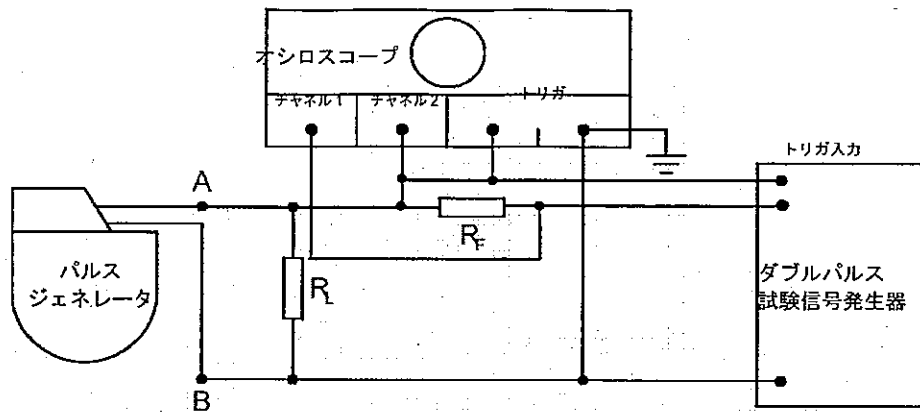 オシロスコープ
チャネル1
チャネル2
トリガ
トリガ入力
A
R_F
パルス
ジェネレータ
R_L
ダブルパルス
試験信号発生器
B